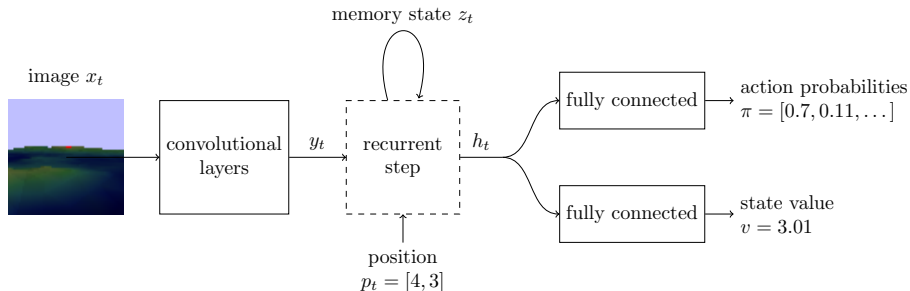 memory state z_t
image x_t
convolutional
layers
y_t
recurrent
step
h_t
fully connected
action probabilities
π = [0.7, 0.11, . . . ]
fully connected
state value
v = 3.01
position
p_t = [4, 3]